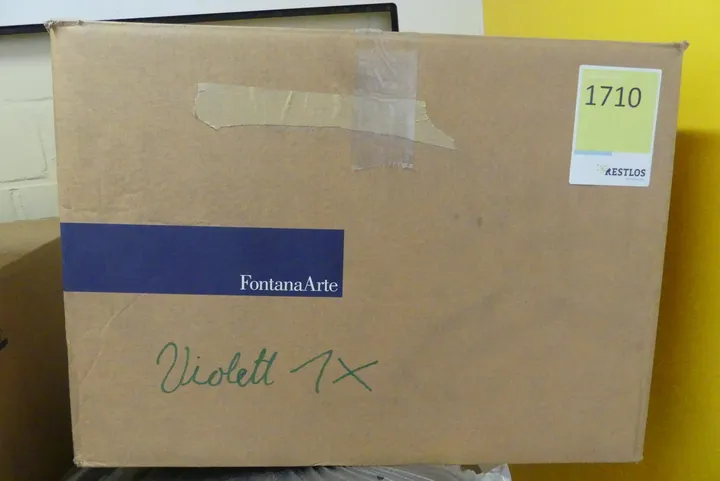 1710
RESTLOS
FontanaArte
Violett 1x